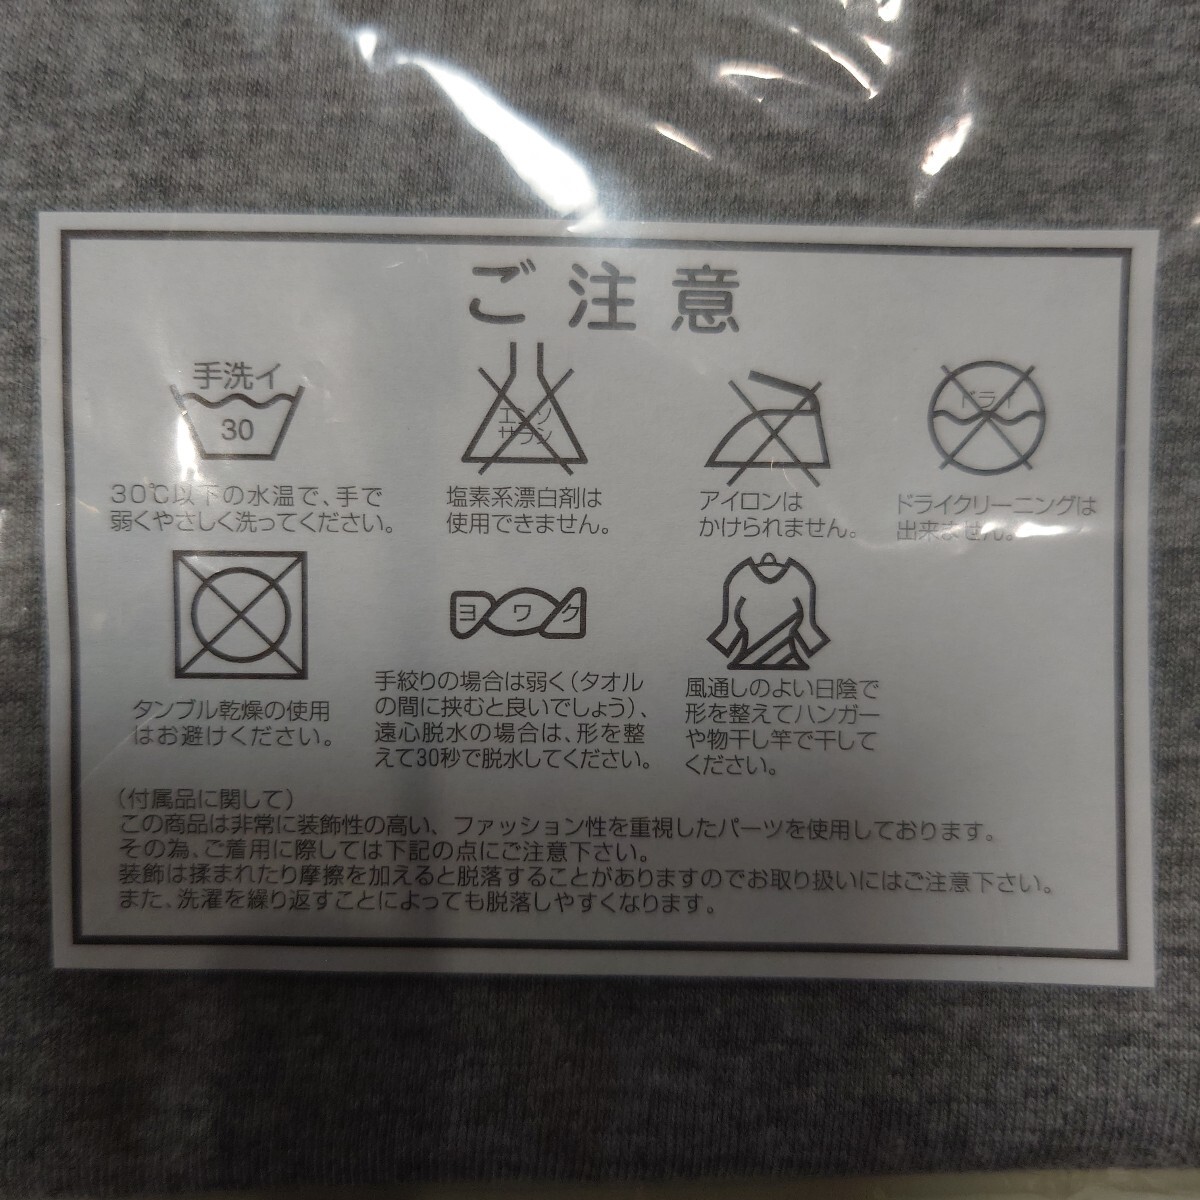 ご注意
手洗イ
30
エンソ
サラシ
ドライ
30℃以下の水温で、手で
弱くやさしく洗ってください。
塩素系漂白剤は
使用できません。
アイロンは
かけられません。
ドライクリーニングは
出来ません。
ヨワク
タンブル乾燥の使用
はお避けください。
手絞りの場合は弱く(タオル
の間に挟むと良いでしょう)、
遠心脱水の場合は、形を整
えて30秒で脱水してください。
風通しのよい日陰で
形を整えてハンガー
や物干し竿で干して
ください。
(付属品に関して)
この商品は非常に装飾性の高い、ファッション性を重視したパーツを使用しております。
その為、ご着用に際しては下記の点にご注意下さい。
装飾は揉まれたり摩擦を加えると脱落することがありますのでお取り扱いにはご注意下さい。
また、洗濯を繰り返すことによっても脱落しやすくなります。